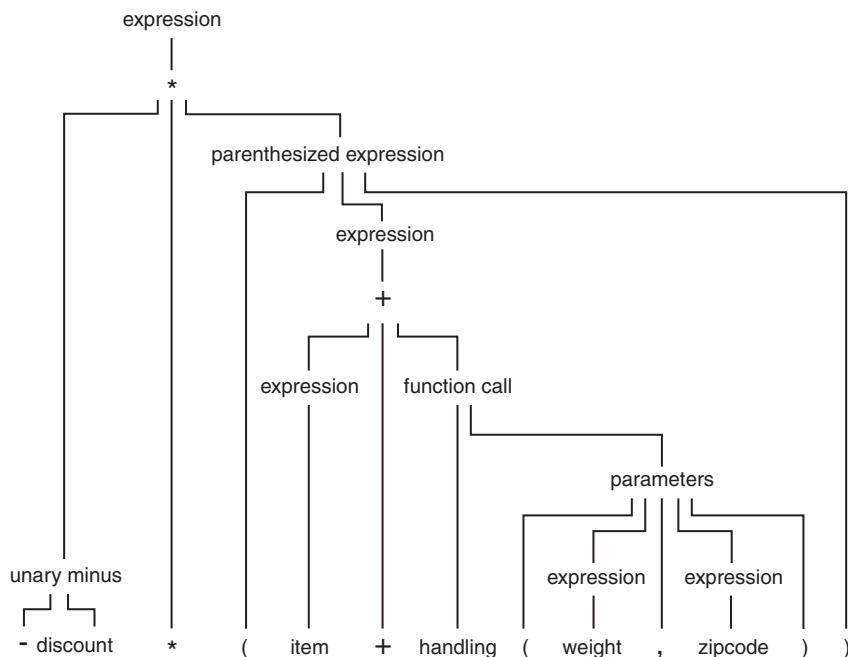 expression
*
parenthesized expression
expression
+
expression function call
parameters
unary minus expression expression
- discount * ( item + handling ( weight , zipcode ) )